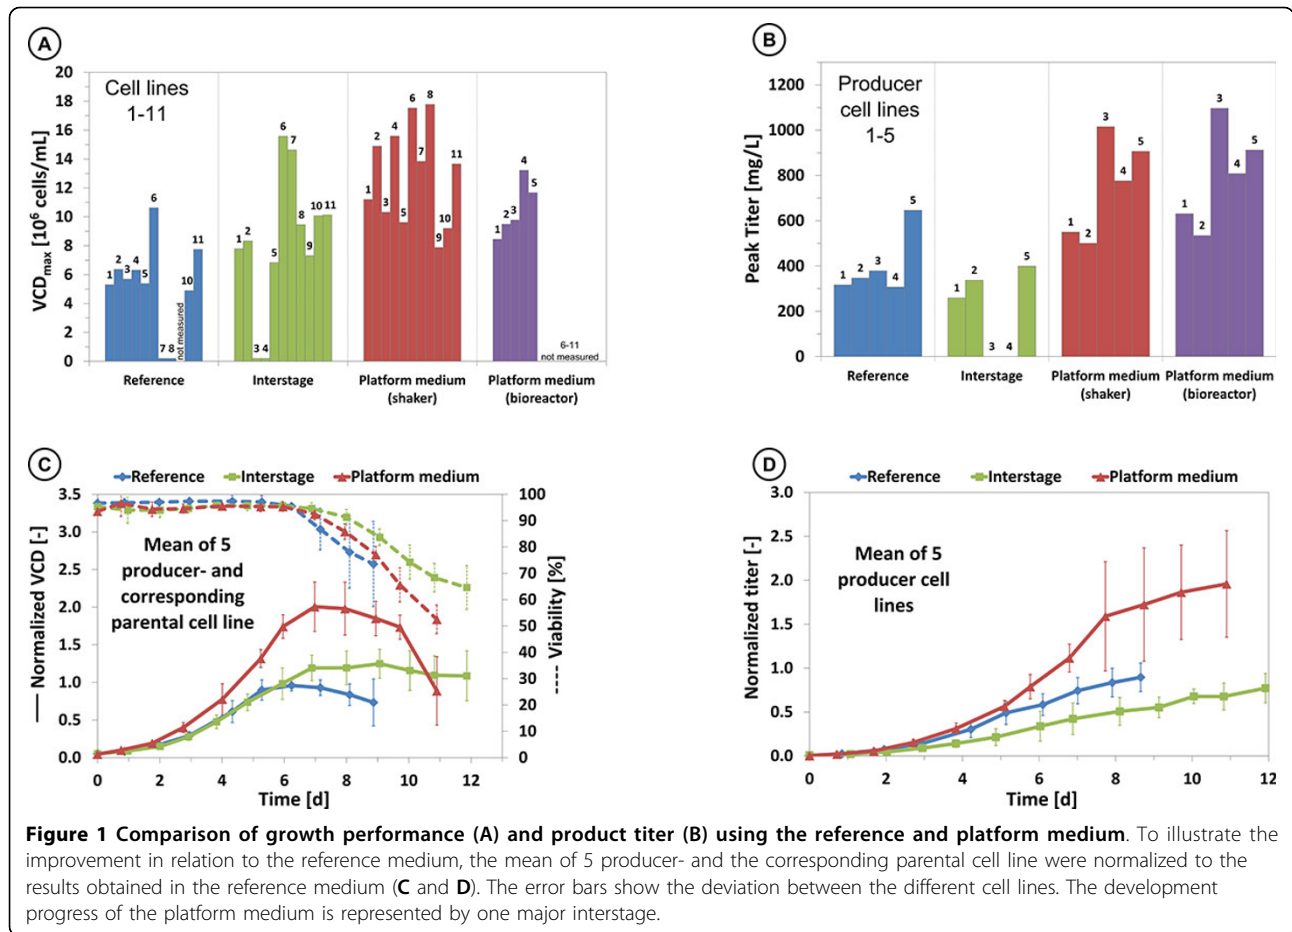 A
20
18
16
14
12
10
8
6
4
2
0
VCDmax [10⁶ cells/mL]
Cell lines
1-11
1
2
3
4
5
6
7 8
not measured
10
11
1
2
3 4
5
6
7
8
9
10
11
1
2
3
4
5
6
7
8
9
10
11
1
2
3
4
5
6-11
not measured
Reference
Interstage
Platform medium
(shaker)
Platform medium
(bioreactor)
B
1200
1000
800
600
400
200
0
Peak Titer [mg/L]
Producer
cell lines
1-5
1
2
3
4
5
1
2
3
4
5
1
2
3
4
5
1
2
3
4
5
Reference
Interstage
Platform medium
(shaker)
Platform medium
(bioreactor)
C
Reference
Interstage
Platform medium
3.5
3.0
2.5
2.0
1.5
1.0
0.5
0.0
Normalized VCD [-]
Mean of 5
producer- and
corresponding
parental cell line
100
90
80
70
60
50
40
30
20
10
0
Viability [%]
0
2
4
6
8
10
12
Time [d]
D
Reference
Interstage
Platform medium
3.0
2.5
2.0
1.5
1.0
0.5
0.0
Normalized titer [-]
Mean of 5
producer cell
lines
0
2
4
6
8
10
12
Time [d]
Figure 1 Comparison of growth performance (A) and product titer (B) using the reference and platform medium. To illustrate the
improvement in relation to the reference medium, the mean of 5 producer- and the corresponding parental cell line were normalized to the
results obtained in the reference medium (C and D). The error bars show the deviation between the different cell lines. The development
progress of the platform medium is represented by one major interstage.